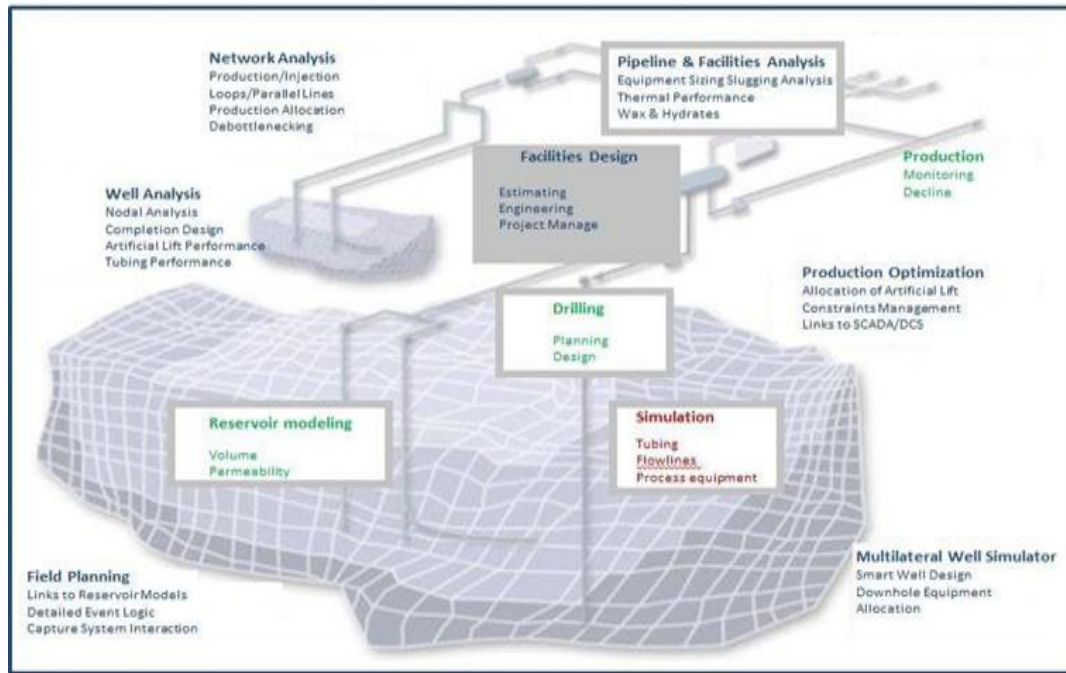 Network Analysis
Production/Injection
Loops/Parallel Lines
Production Allocation
Debottlenecking
Pipeline & Facilities Analysis
Equipment Sizing Slugging Analysis
Thermal Performance
Wax & Hydrates
Facilities Design
Estimating
Engineering
Project Manage
Production
Monitoring
Decline
Well Analysis
Nodal Analysis
Completion Design
Artificial Lift Performance
Tubing Performance
Production Optimization
Allocation of Artificial Lift
Constraints Management
Links to SCADA/DCS
Drilling
Planning
Design
Reservoir modeling
Volume
Permeability
Simulation
Tubing
Flowlines
Process equipment
Field Planning
Links to Reservoir Models
Detailed Event Logic
Capture System Interaction
Multilateral Well Simulator
Smart Well Design
Downhole Equipment
Allocation